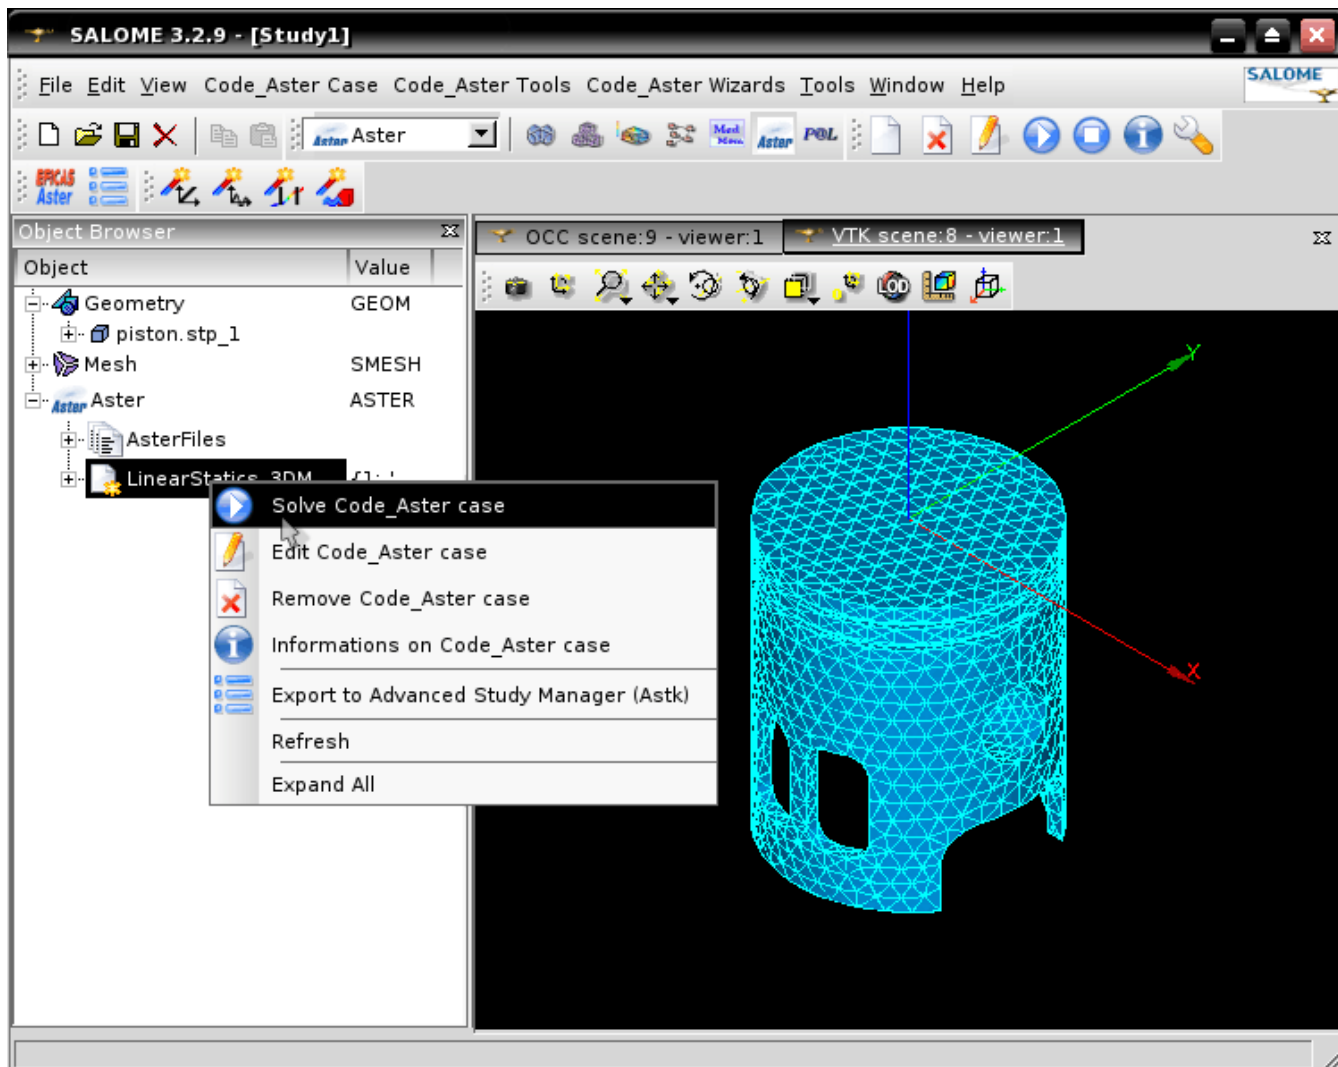 SALOME 3.2.9 - [Study1]
File Edit View Code_Aster Case Code_Aster Tools Code_Aster Wizards Tools Window Help
SALOME
Aster Aster
Med Mem. Aster POL
EFICAS Aster
Object Browser
OCC scene:9 - viewer:1 VTK scene:8 - viewer:1
Object Value
LOD
Geometry GEOM
piston.stp_1
Mesh SMESH
Aster Aster ASTER
AsterFiles
LinearStatics_3DM
Solve Code_Aster case
Edit Code_Aster case
Remove Code_Aster case
Informations on Code_Aster case
Export to Advanced Study Manager (Astk)
Refresh
Expand All
Y
X